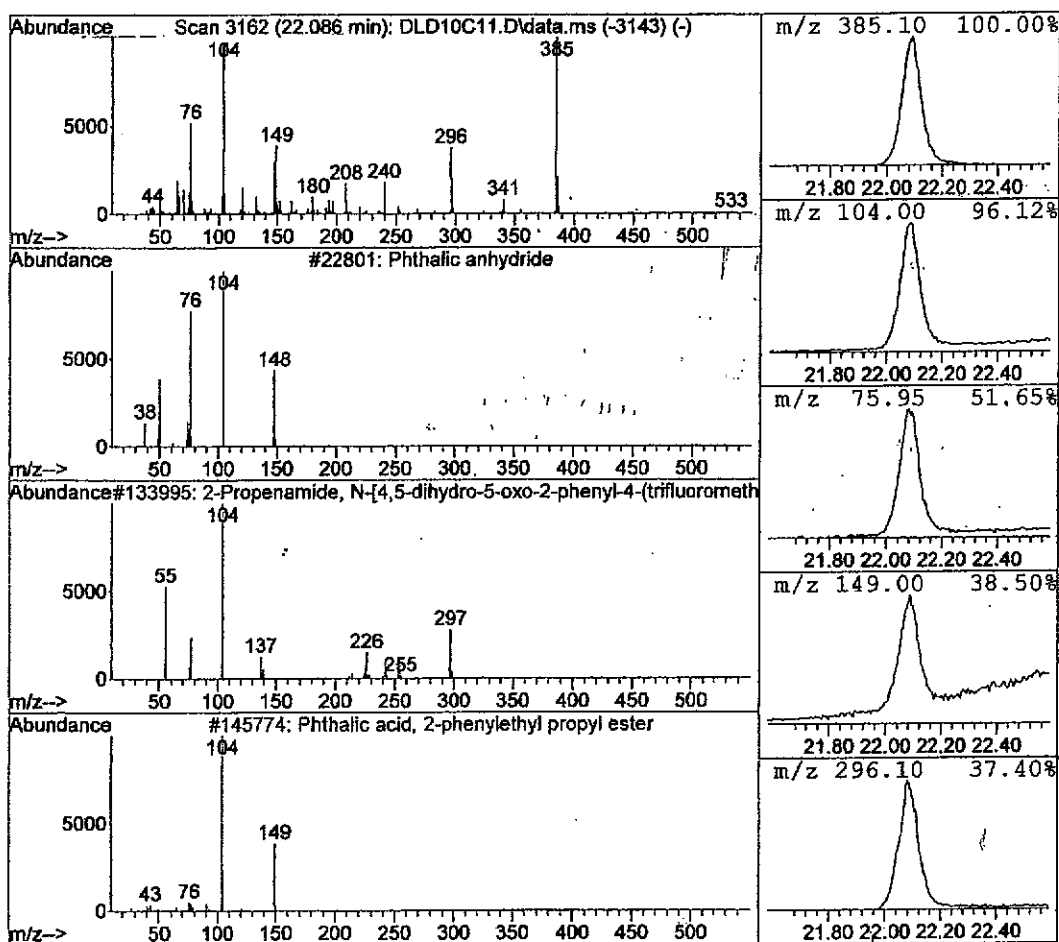 Abundance Scan 3162 (22.086 min): DLD10C11.D\data.ms (-3143) (-)
104 385
76
5000
149 296
44 180 208 240 341 533
0
m/z--> 50 100 150 200 250 300 350 400 450 500
Abundance #22801: Phthalic anhydride
104
76
5000
148
38
0
m/z--> 50 100 150 200 250 300 350 400 450 500
Abundance #133995: 2-Propenamide, N-[4,5-dihydro-5-oxo-2-phenyl-4-(trifluorometh
104
55
5000
297
137 226 255
0
m/z--> 50 100 150 200 250 300 350 400 450 500
Abundance #145774: Phthalic acid, 2-phenylethyl propyl ester
104
5000
149
43 76
0
m/z--> 50 100 150 200 250 300 350 400 450 500
m/z 385.10 100.00%
21.80 22.00 22.20 22.40
m/z 104.00 96.12%
21.80 22.00 22.20 22.40
m/z 75.95 51.65%
21.80 22.00 22.20 22.40
m/z 149.00 38.50%
21.80 22.00 22.20 22.40
m/z 296.10 37.40%
21.80 22.00 22.20 22.40